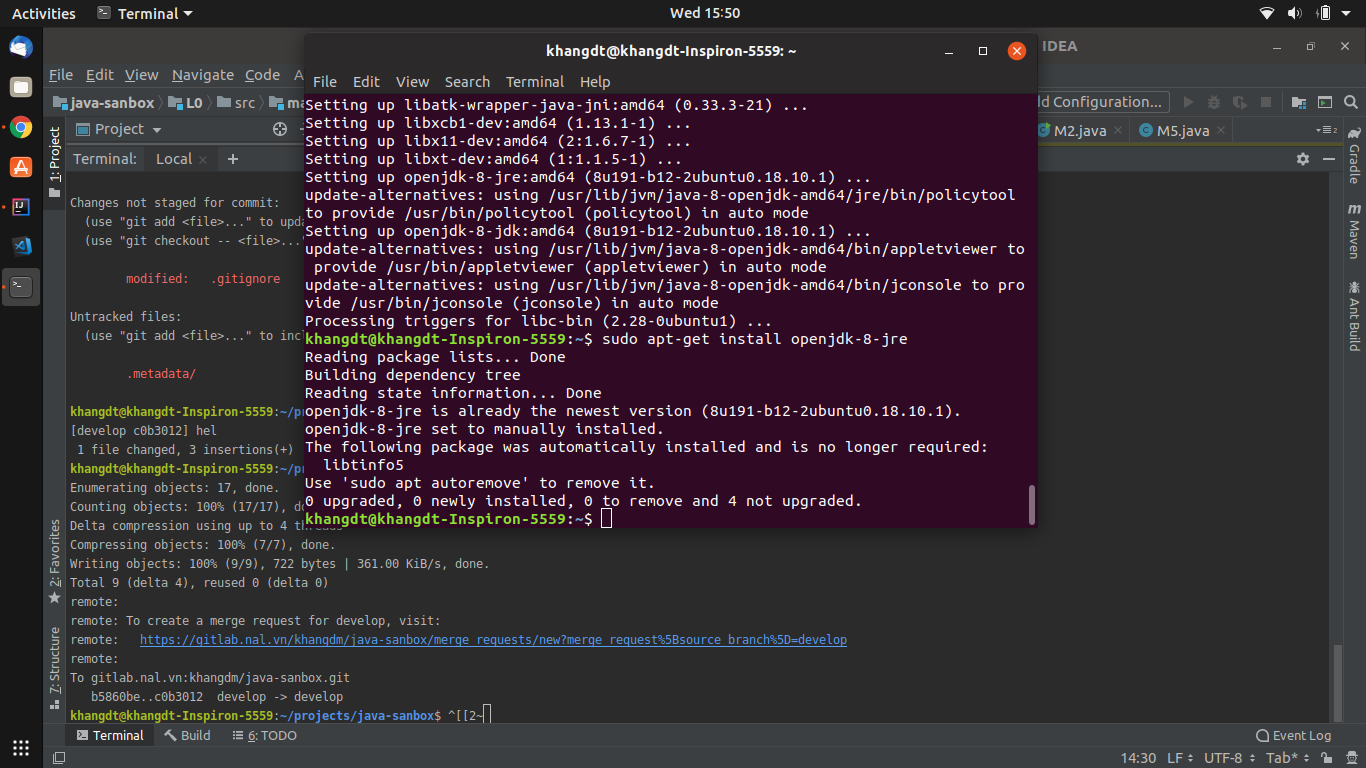 Activities
Terminal
Wed 15:50
IDEA
File Edit View Navigate Code A
java-sanbox L0 src
Configuration...
Project
M2.java
M5.java
Terminal: Local
Changes not staged for commit:
(use "git add <file>..." to
(use "git checkout -- <file>...
modified: .gitignore
Untracked files:
(use "git add <file>..." to
.metadata/
khangdt@khangdt-Inspiron-5559:~/pro
[develop c0b3012] hel
1 file changed, 3 insertions(+)
khangdt@khangdt-Inspiron-5559:~/pro
Enumerating objects: 17, done.
Counting objects: 100% (17/17), do
Delta compression using up to 4 threads
Compressing objects: 100% (7/7), done.
Writing objects: 100% (9/9), 722 bytes | 361.00 KiB/s, done.
Total 9 (delta 4), reused 0 (delta 0)
remote:
remote: To create a merge request for develop, visit:
remote: https://gitlab.nal.vn/khangdm/java-sanbox/merge_requests/new?merge_request%5Bsource_branch%5D=develop
remote:
To gitlab.nal.vn:khangdm/java-sanbox.git
b5860be..c0b3012 develop -> develop
khangdt@khangdt-Inspiron-5559:~/projects/java-sanbox$ ^[[2~
khangdt@khangdt-Inspiron-5559: ~
File Edit View Search Terminal Help
Setting up libatk-wrapper-java-jni:amd64 (0.33.3-21) ...
Setting up libxcb1-dev:amd64 (1.13.1-1) ...
Setting up libx11-dev:amd64 (2:1.6.7-1) ...
Setting up libxt-dev:amd64 (1:1.1.5-1) ...
Setting up openjdk-8-jre:amd64 (8u191-b12-2ubuntu0.18.10.1) ...
update-alternatives: using /usr/lib/jvm/java-8-openjdk-amd64/jre/bin/policytool
to provide /usr/bin/policytool (policytool) in auto mode
Setting up openjdk-8-jdk:amd64 (8u191-b12-2ubuntu0.18.10.1) ...
update-alternatives: using /usr/lib/jvm/java-8-openjdk-amd64/bin/appletviewer to
provide /usr/bin/appletviewer (appletviewer) in auto mode
update-alternatives: using /usr/lib/jvm/java-8-openjdk-amd64/bin/jconsole to pro
vide /usr/bin/jconsole (jconsole) in auto mode
Processing triggers for libc-bin (2.28-0ubuntu1) ...
khangdt@khangdt-Inspiron-5559:~$ sudo apt-get install openjdk-8-jre
Reading package lists... Done
Building dependency tree
Reading state information... Done
openjdk-8-jre is already the newest version (8u191-b12-2ubuntu0.18.10.1).
openjdk-8-jre set to manually installed.
The following package was automatically installed and is no longer required:
libtinfo5
Use 'sudo apt autoremove' to remove it.
0 upgraded, 0 newly installed, 0 to remove and 4 not upgraded.
khangdt@khangdt-Inspiron-5559:~$
1: Project
2: Favorites
7: Structure
Gradle
Maven
Ant Build
Terminal Build 6: TODO
Event Log
14:30 LF UTF-8 Tab*